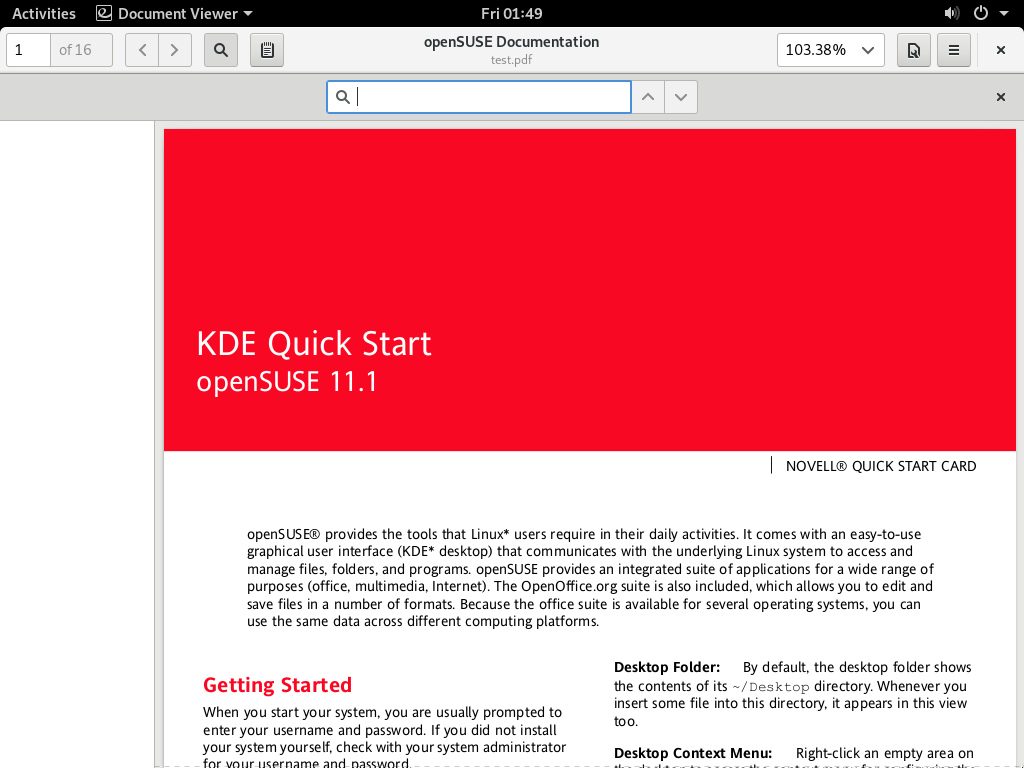 Activities
Document Viewer
Fri 01:49
1
of 16
openSUSE Documentation
test.pdf
103.38%
KDE Quick Start
openSUSE 11.1
NOVELL® QUICK START CARD
openSUSE® provides the tools that Linux* users require in their daily activities. It comes with an easy-to-use
graphical user interface (KDE* desktop) that communicates with the underlying Linux system to access and
manage files, folders, and programs. openSUSE provides an integrated suite of applications for a wide range of
purposes (office, multimedia, Internet). The OpenOffice.org suite is also included, which allows you to edit and
save files in a number of formats. Because the office suite is available for several operating systems, you can
use the same data across different computing platforms.
Getting Started
When you start your system, you are usually prompted to
enter your username and password. If you did not install
your system yourself, check with your system administrator
for your username and password.
Desktop Folder: By default, the desktop folder shows
the contents of its ~/Desktop directory. Whenever you
insert some file into this directory, it appears in this view
too.
Desktop Context Menu: Right-click an empty area on